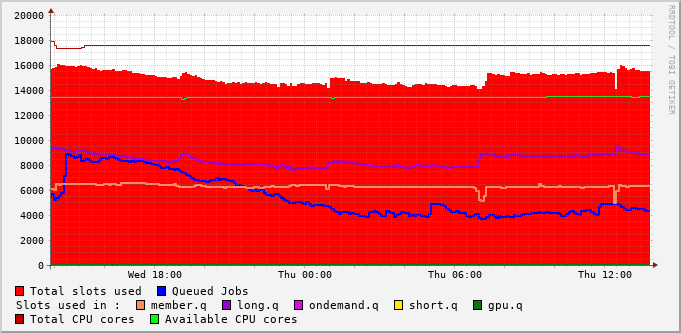 20000
18000
16000
14000
12000
10000
8000
6000
4000
2000
0
Wed 18:00 Thu 00:00 Thu 06:00 Thu 12:00
Total slots used Queued Jobs
Slots used in : member.q long.q ondemand.q short.q gpu.q
Total CPU cores Available CPU cores
RRDTOOL / TOBI OETIKER